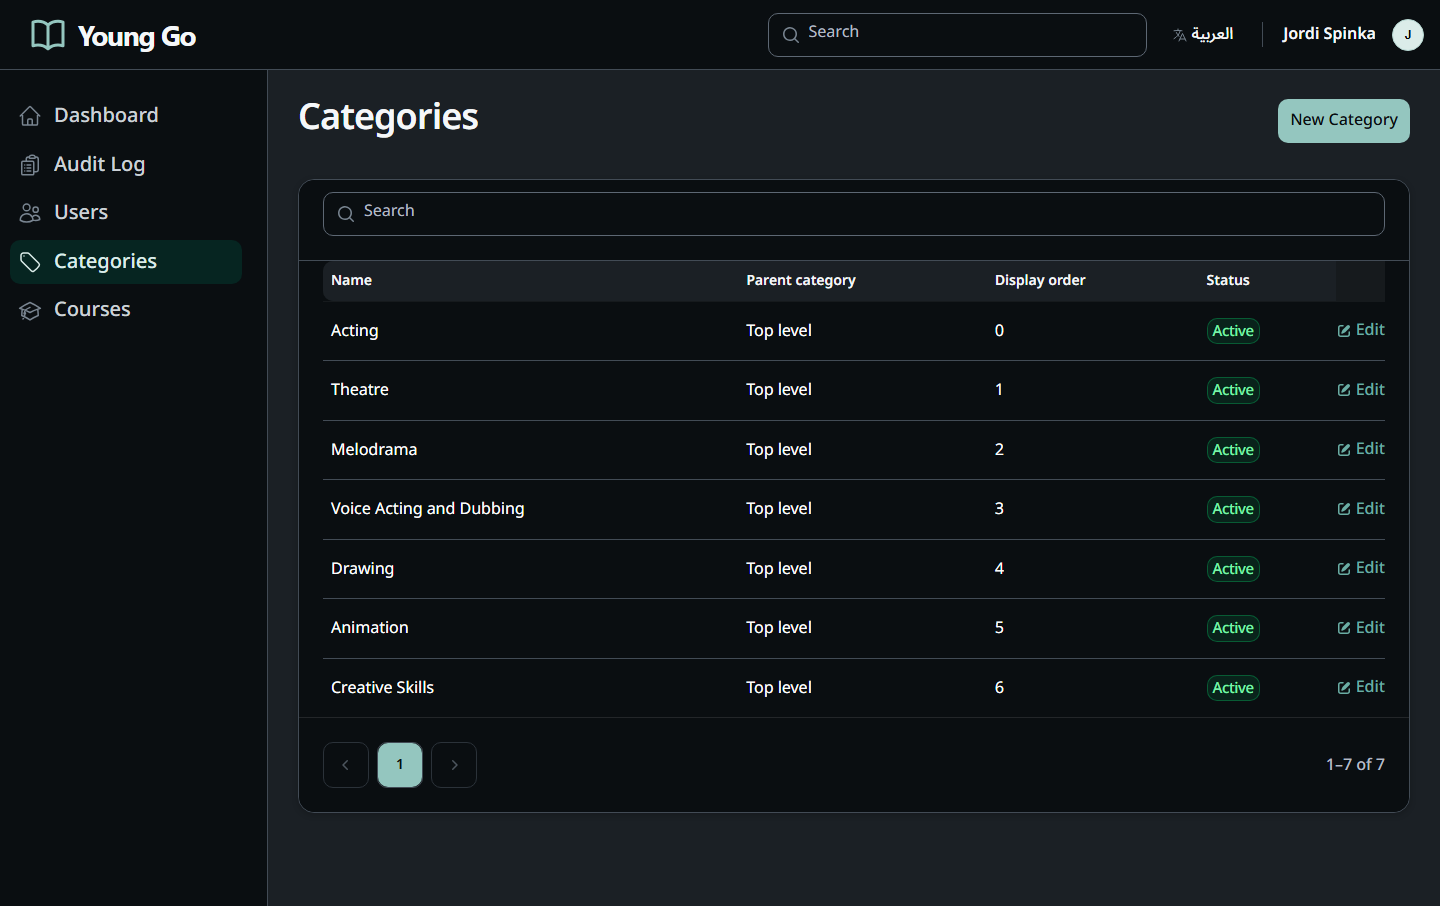 Young Go
Search
العربية
Jordi Spinka
J
Dashboard
Audit Log
Users
Categories
Courses
Categories
New Category
Search
Name Parent category Display order Status
Acting Top level 0 Active Edit
Theatre Top level 1 Active Edit
Melodrama Top level 2 Active Edit
Voice Acting and Dubbing Top level 3 Active Edit
Drawing Top level 4 Active Edit
Animation Top level 5 Active Edit
Creative Skills Top level 6 Active Edit
1
1–7 of 7